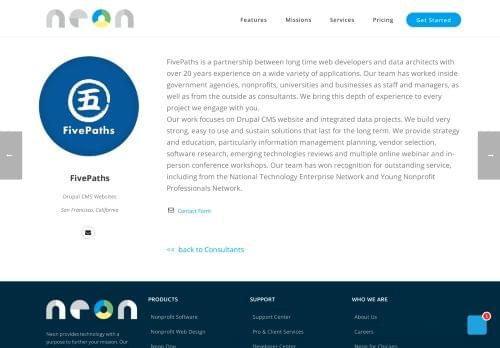 neon
Features
Missions
Services
Pricing
Get Started
五
FivePaths
FivePaths is a partnership between long time web developers and data architects with
over 20 years experience on a wide variety of applications. Our team has worked inside
government agencies, nonprofits, universities and businesses as staff and managers, as
well as from the outside as consultants. We bring this depth of experience to every
project we engage with you.
Our work focuses on Drupal CMS website and integrated data projects. We build very
strong, easy to use and sustain solutions that last for the long term. We provide strategy
and education, particularly information management planning, vendor selection,
software research, emerging technologies reviews and multiple online webinar and in-
person conference workshops. Our team has won recognition for outstanding service,
including from the National Technology Enterprise Network and Young Nonprofit
Professionals Network.
Contact Form
<< back to Consultants
FivePaths
Drupal CMS Websites
San Francisco, California
neon
Neon provides technology with a
purpose to further your mission. Our
PRODUCTS
Nonprofit Software
Nonprofit Web Design
Neon One
SUPPORT
Support Center
Pro & Client Services
Developer Center
WHO WE ARE
About Us
Careers
Neon for Chicago
1